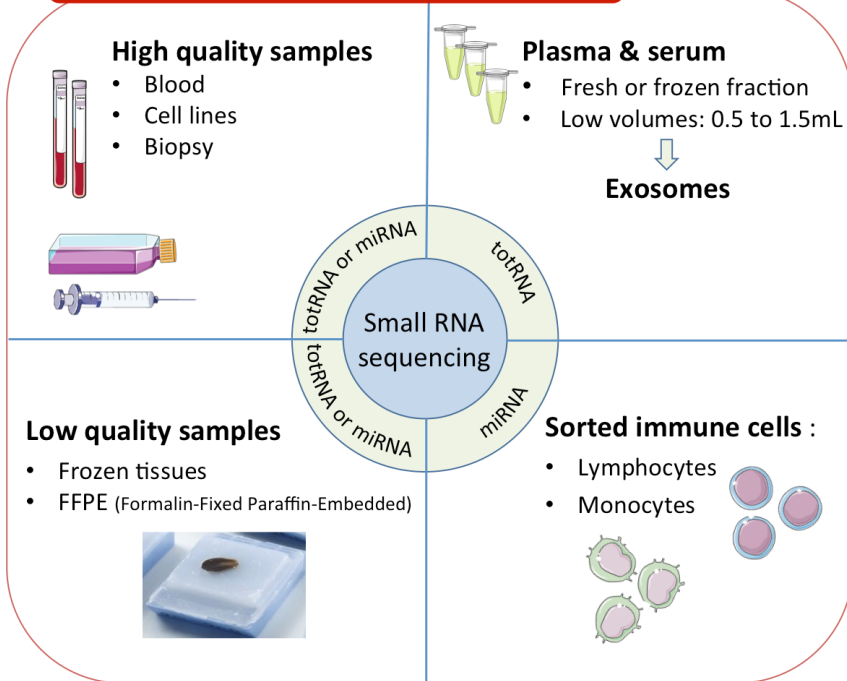 High quality samples
• Blood
• Cell lines
• Biopsy
Plasma & serum
• Fresh or frozen fraction
• Low volumes: 0.5 to 1.5mL
Exosomes
totRNA or miRNA
totRNA
Small RNA
sequencing
totRNA or miRNA
miRNA
Low quality samples
• Frozen tissues
• FFPE (Formalin-Fixed Paraffin-Embedded)
Sorted immune cells :
• Lymphocytes
• Monocytes